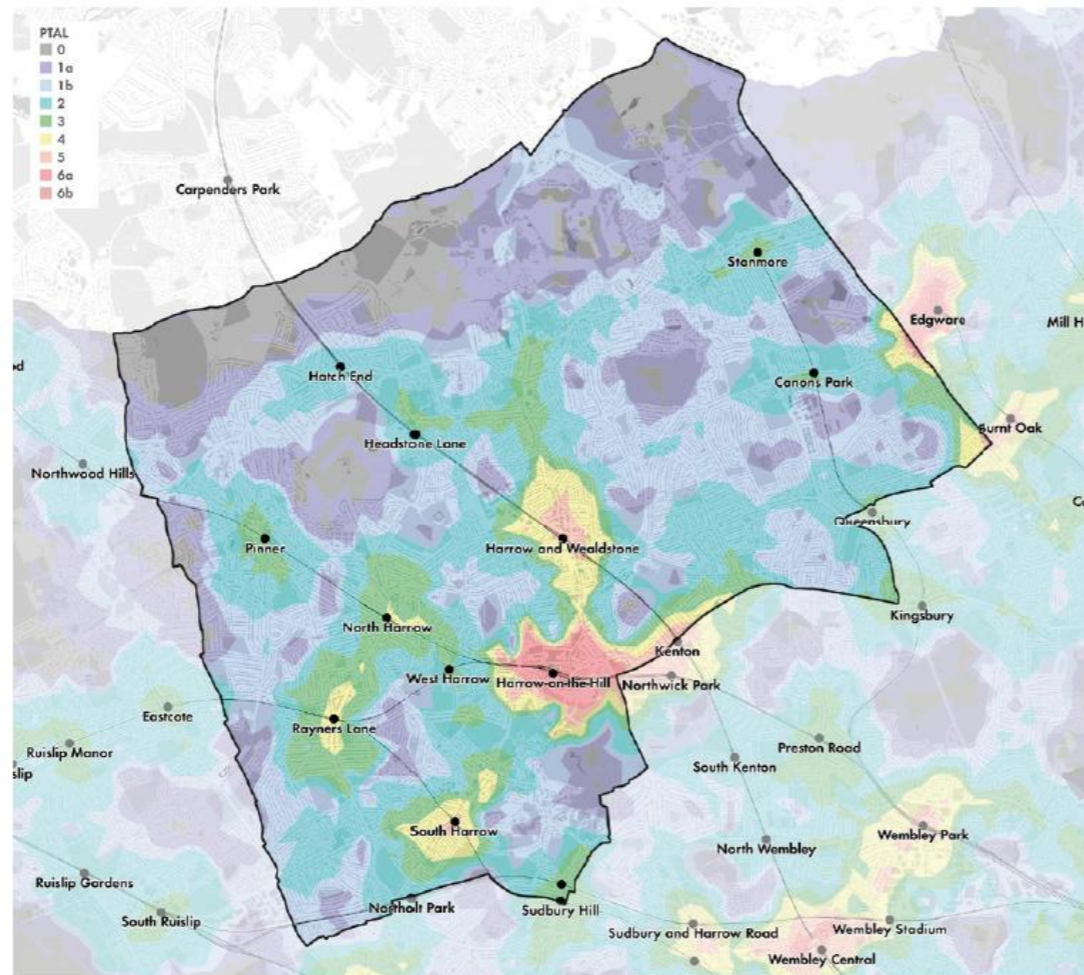 PTAL
0
1a
1b
2
3
4
5
6a
6b
Carpenders Park
Stanmore
Edgware
Mill H
Hatch End
Canons Park
Headstone Lane
Burnt Oak
Northwood Hills
Queensbury
Pinner
Harrow and Wealdstone
Kingsbury
North Harrow
Kenton
West Harrow
Harrow-on-the-Hill
Northwick Park
Eastcote
Rayners Lane
Ruislip Manor
Preston Road
South Kenton
slip
South Harrow
Wembley Park
North Wembley
Ruislip Gardens
Northolt Park
Sudbury Hill
South Ruislip
Sudbury and Harrow Road
Wembley Stadium
Wembley Central